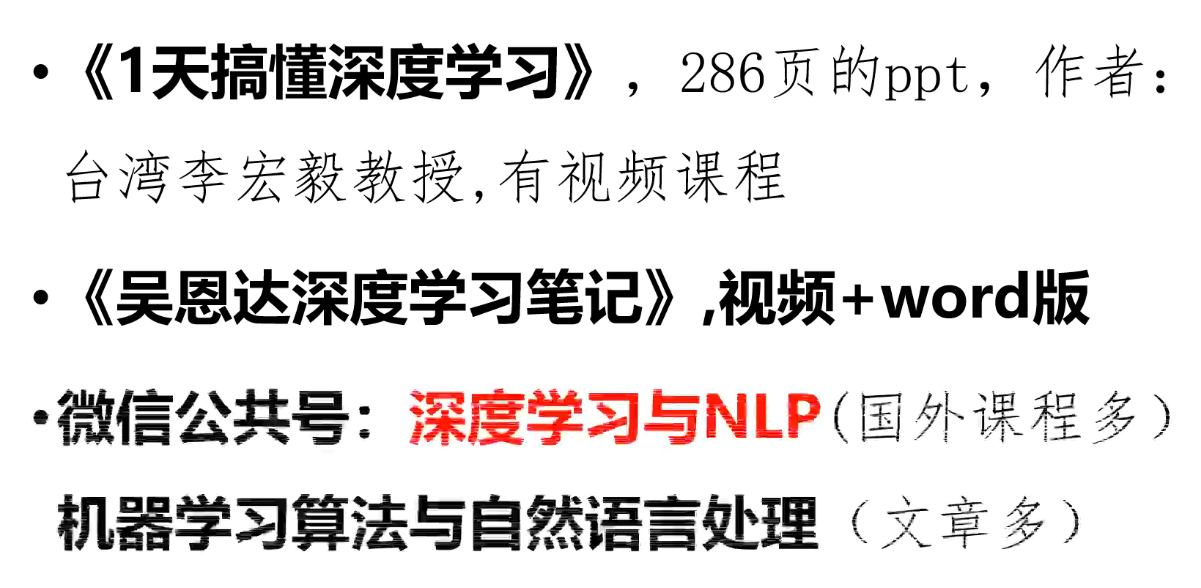 •《1天搞懂深度学习》，286页的ppt，作者：
台湾李宏毅教授,有视频课程
•《吴恩达深度学习笔记》,视频+word版
•微信公共号：深度学习与NLP(国外课程多）
机器学习算法与自然语言处理（文章多）